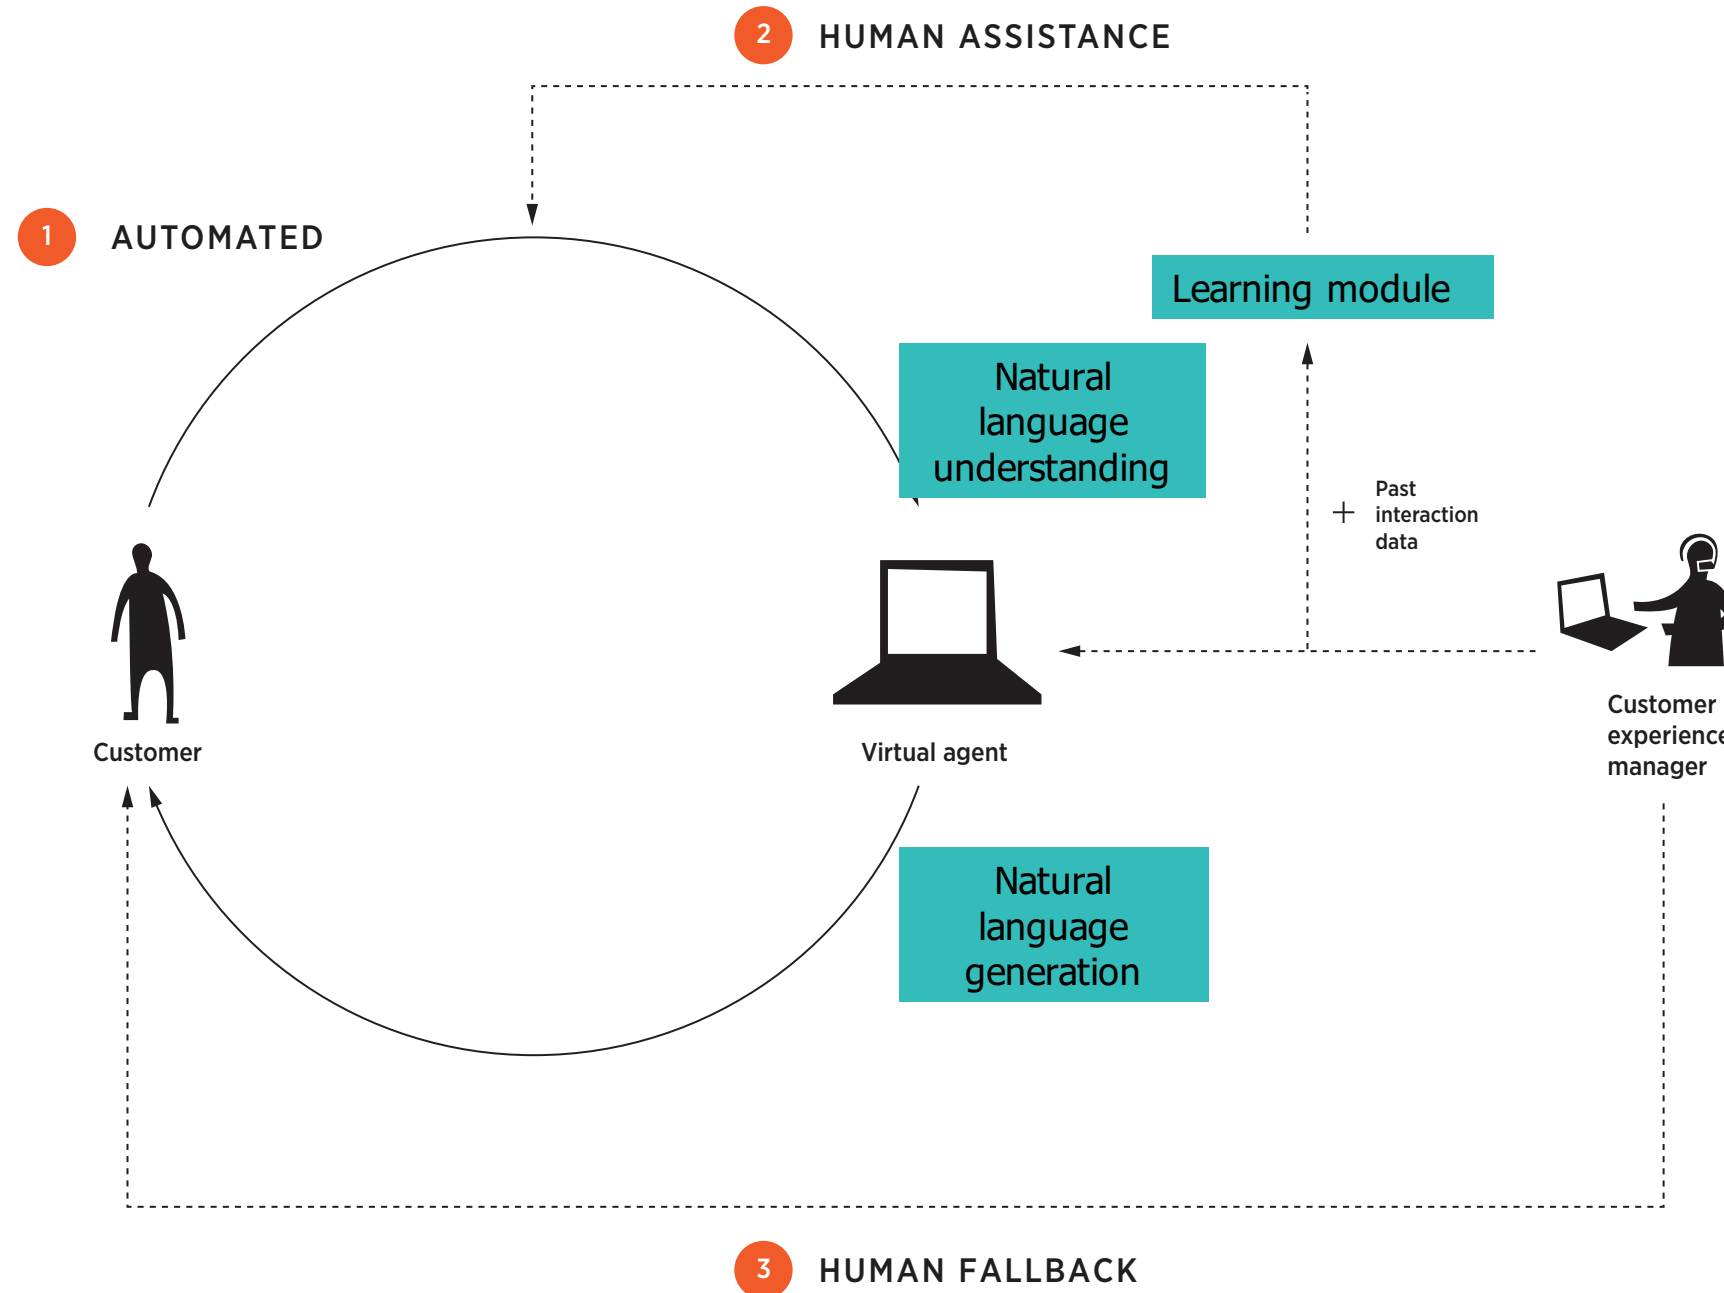 2 HUMAN ASSISTANCE
1 AUTOMATED
Learning module
Natural
language
understanding
+ Past
interaction
data
Customer
experience
manager
Customer
Virtual agent
Natural
language
generation
3 HUMAN FALLBACK